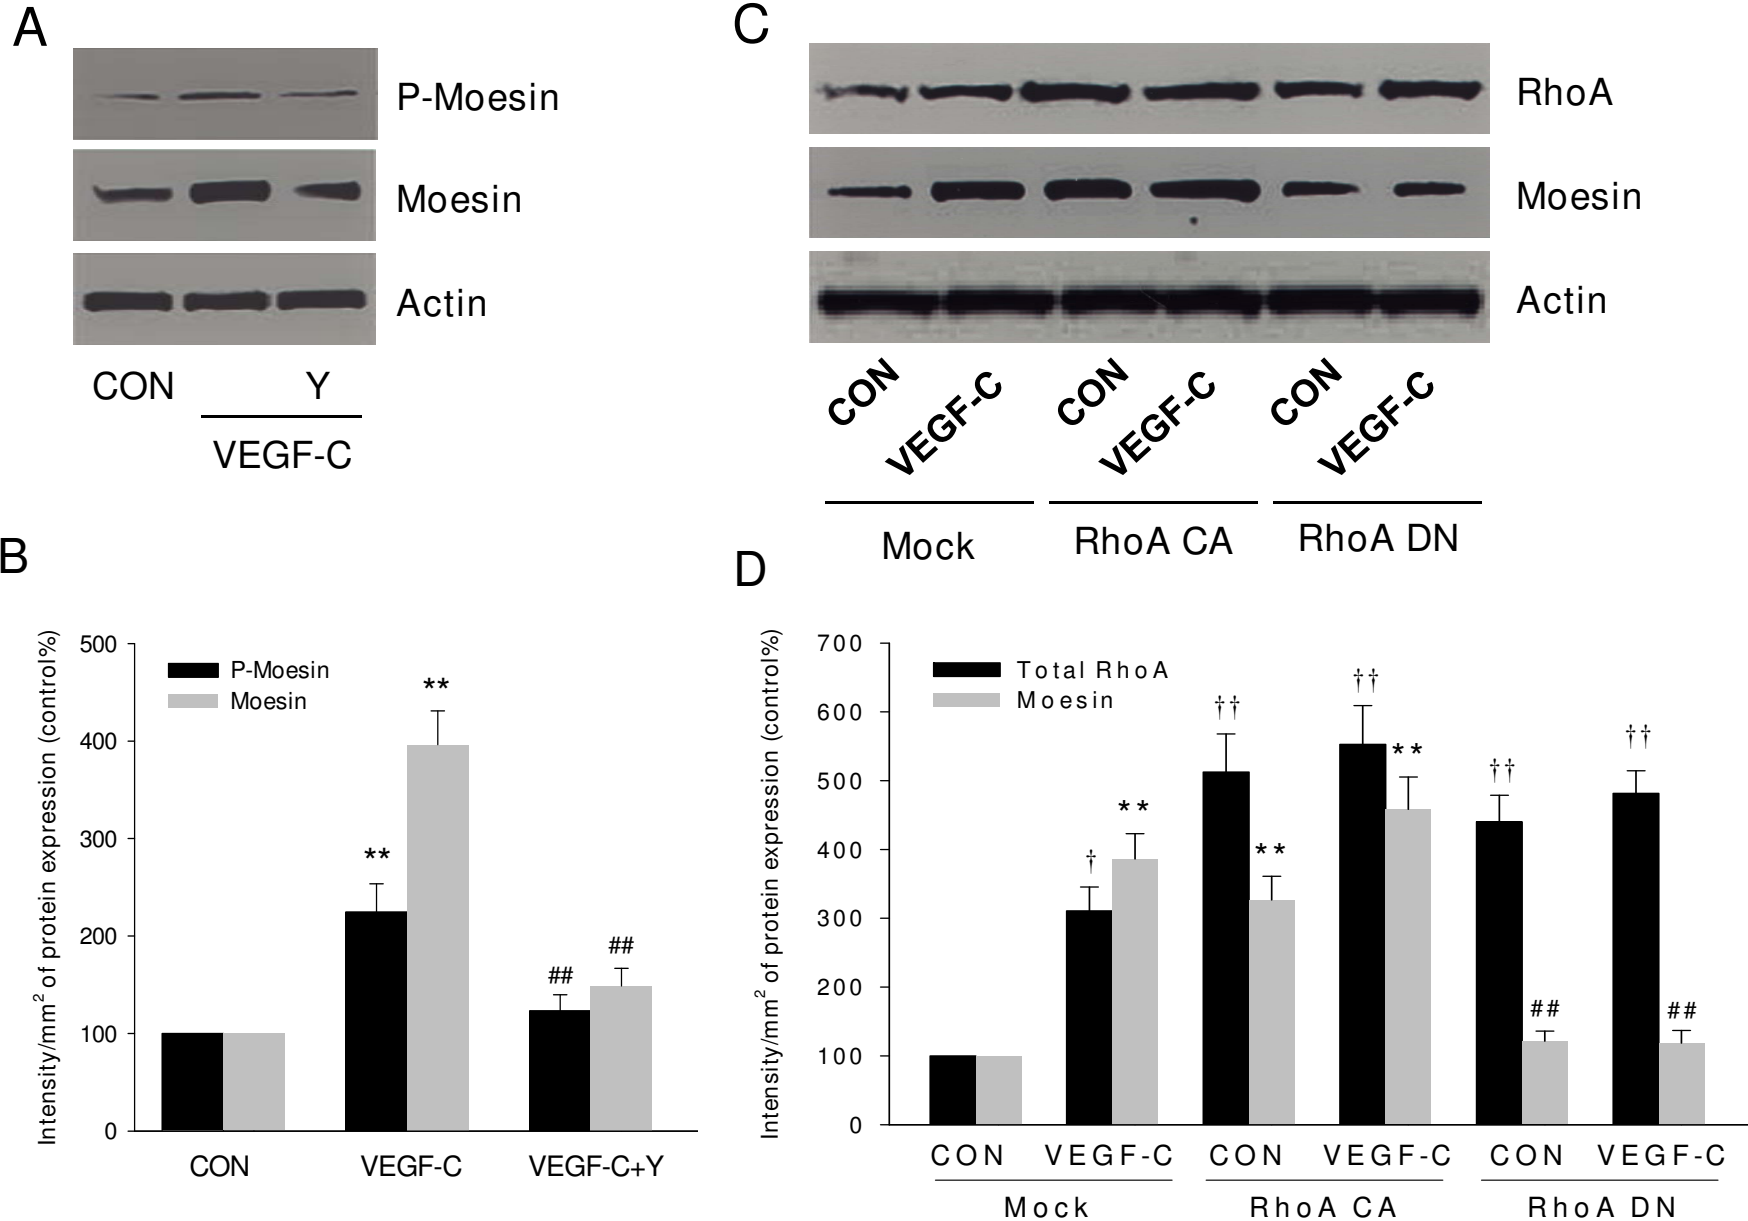 A
P-Moesin
Moesin
Actin
CON Y
VEGF-C
C
RhoA
Moesin
Actin
CON VEGF-C CON VEGF-C CON VEGF-C
Mock RhoA CA RhoA DN
B
Intensity/mm² of protein expression (control%)
500
400
300
200
100
0
P-Moesin
Moesin
**
**
##
##
CON VEGF-C VEGF-C+Y
D
Intensity/mm² of protein expression (control%)
700
600
500
400
300
200
100
0
Total RhoA
Moesin
†
**
††
**
††
**
††
##
††
##
CON VEGF-C CON VEGF-C CON VEGF-C
Mock RhoA CA RhoA DN